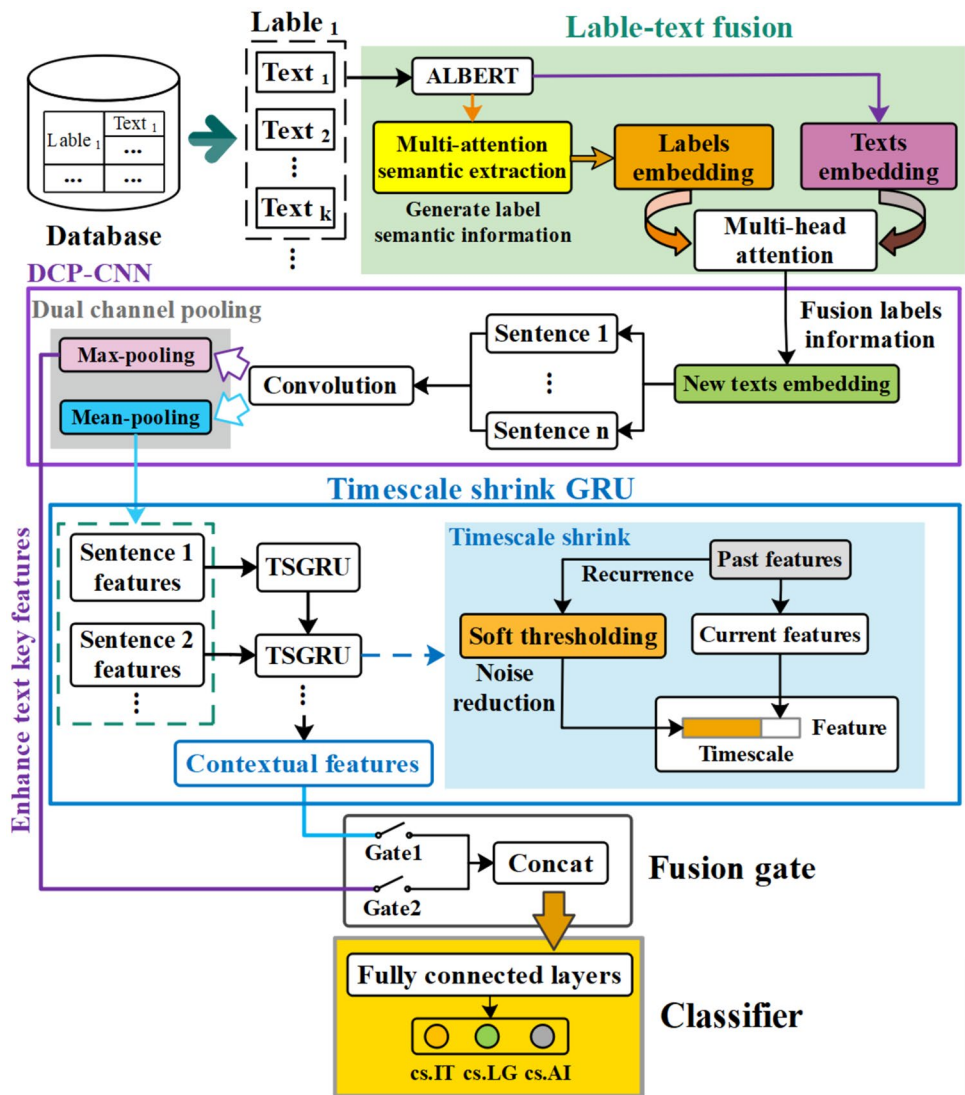 Lable 1
Lable-text fusion
Text 1
ALBERT
Text 1
Lable 1
...
Text 2
Multi-attention
semantic extraction
Labels
embedding
Texts
embedding
... ...
...
Text k
Generate label
semantic information
Database
...
Multi-head
attention
DCP-CNN
Dual channel pooling
Fusion labels
information
Max-pooling
Sentence 1
Convolution
...
New texts embedding
Mean-pooling
Sentence n
Enhance text key features
Timescale shrink GRU
Timescale shrink
Sentence 1
features
TSGRU
Recurrence
Past features
Sentence 2
features
TSGRU
Soft thresholding
Current features
...
...
Noise
reduction
Feature
Timescale
Contextual features
Gate1
Concat
Fusion gate
Gate2
Fully connected layers
Classifier
cs.IT cs.LG cs.AI